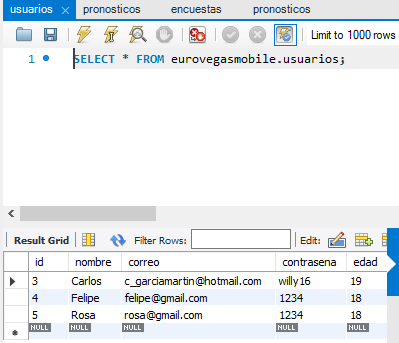 usuarios × pronosticos encuestas pronosticos
Limit to 1000 rows
1 SELECT * FROM eurovegasmobile.usuarios;
Result Grid Filter Rows: Edit:
id nombre correo contrasena edad
3 Carlos c_garciamartin@hotmail.com willy16 19
4 Felipe felipe@gmail.com 1234 18
5 Rosa rosa@gmail.com 1234 18
NULL NULL NULL NULL NULL